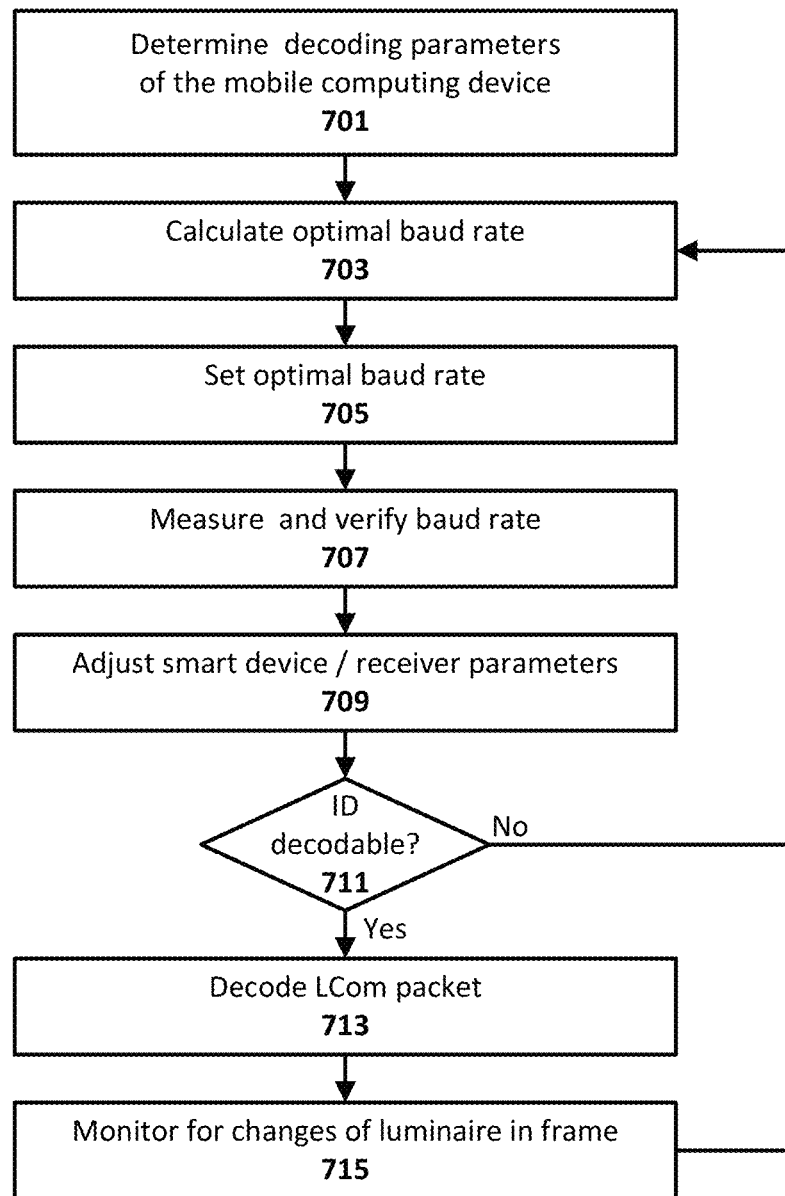 Determine decoding parameters
of the mobile computing device
701
Calculate optimal baud rate
703
Set optimal baud rate
705
Measure and verify baud rate
707
Adjust smart device / receiver parameters
709
ID
decodable?
711
No
Yes
Decode LCom packet
713
Monitor for changes of luminaire in frame
715